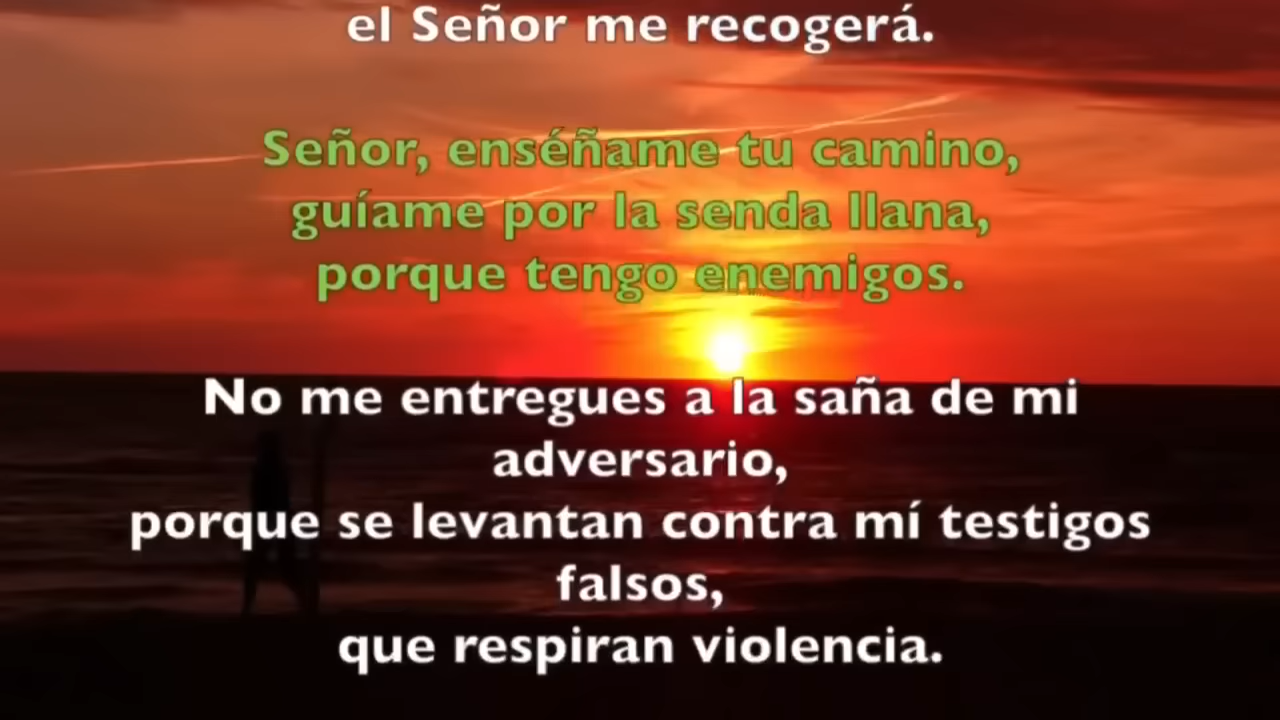 el Señor me recogerá.
Señor, enséñame tu camino,
guíame por la senda llana,
porque tengo enemigos.
No me entregues a la saña de mi
adversario,
porque se levantan contra mí testigos
falsos,
que respiran violencia.